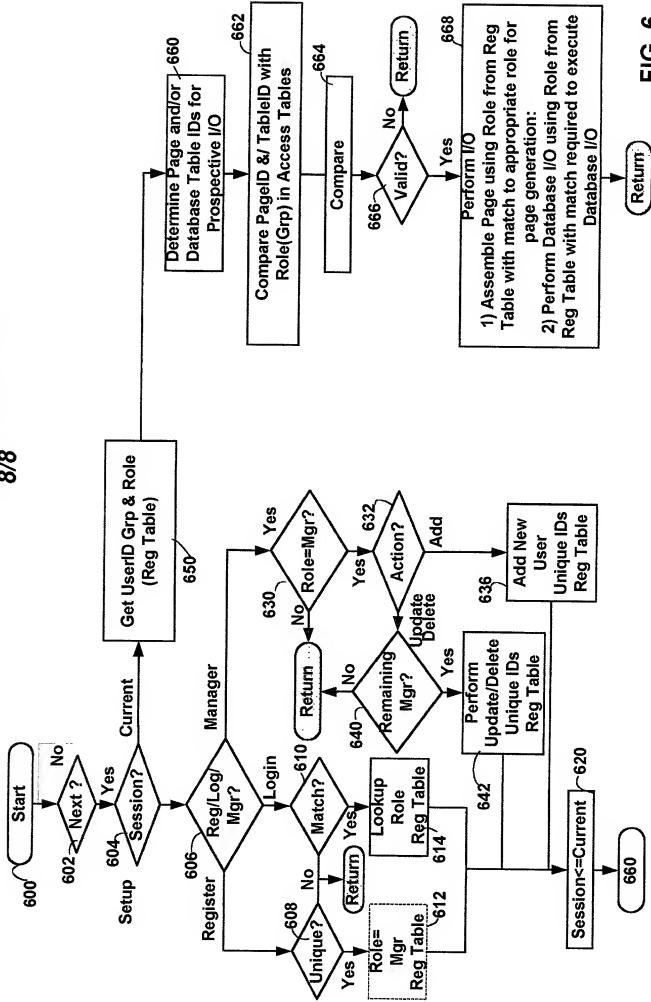 8/8
Start
600
Next ?
No
602
Yes
Session?
604
Current
Setup
Get UserID Grp & Role
(Reg Table)
650
Reg/Log/
Mgr?
606
Register
Login
Manager
Unique?
608
No
Yes
Return
Match?
610
Yes
Role=
Mgr
Reg Table
612
Lookup
Role
Reg Table
614
Role=Mgr?
630
Yes
No
Yes
Return
Action?
632
Update
Delete
Add
Remaining
Mgr?
640
No
Yes
Perform
Update/Delete
Unique IDs
Reg Table
642
Add New
User
Unique IDs
Reg Table
636
Session<=Current
620
660
Determine Page and/or
Database Table IDs for
Prospective I/O
660
Compare PageID &/ TableID with
Role(Grp) in Access Tables
662
Compare
664
Valid?
666
No
Return
Yes
Perform I/O
1) Assemble Page using Role from Reg
Table with match to appropriate role for
page generation:
2) Perform Database I/O using Role from
Reg Table with match required to execute
Database I/O
668
Return